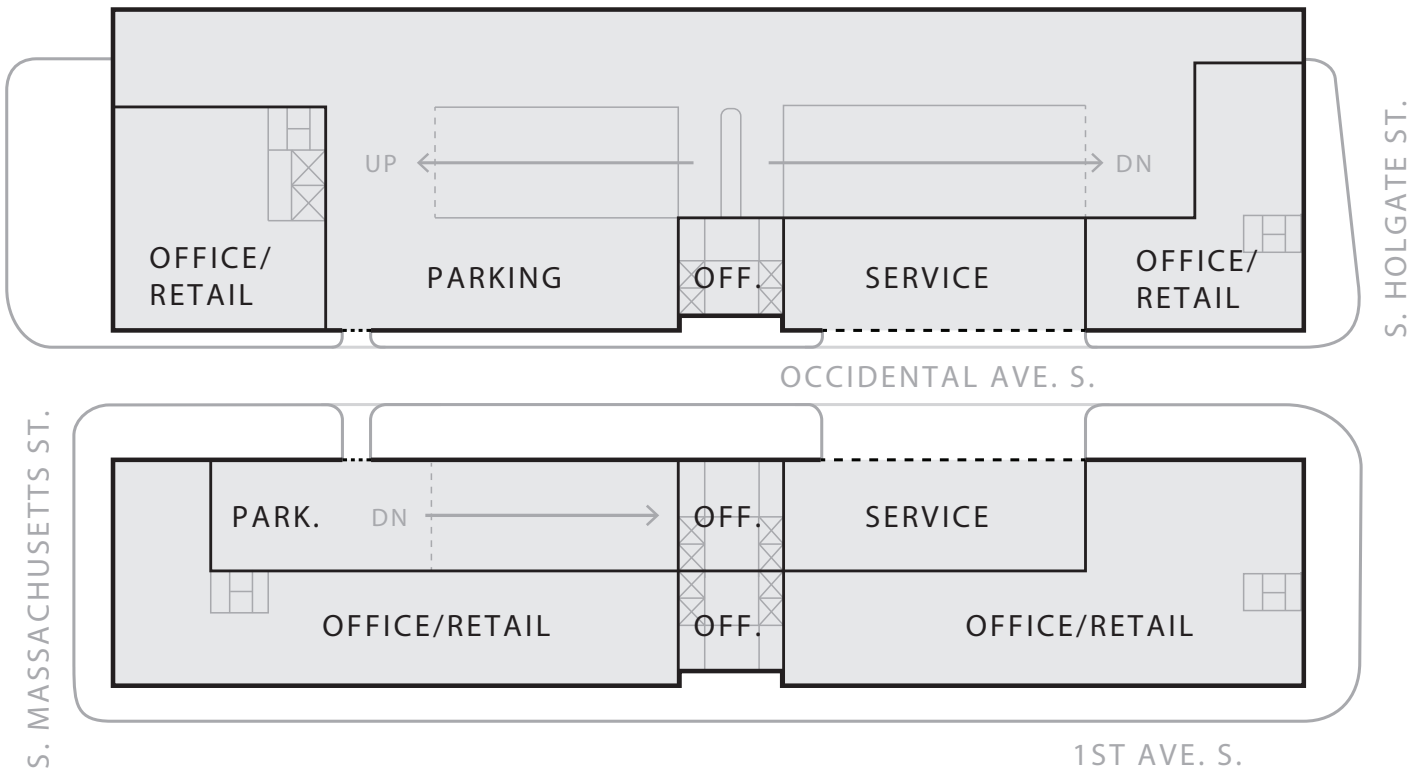 UP
DN
OFFICE/
RETAIL
PARKING
OFF.
SERVICE
OFFICE/
RETAIL
S. HOLGATE ST.
OCCIDENTAL AVE. S.
S. MASSACHUSETTS ST.
PARK.
DN
OFF.
SERVICE
OFFICE/RETAIL
OFF.
OFFICE/RETAIL
1ST AVE. S.